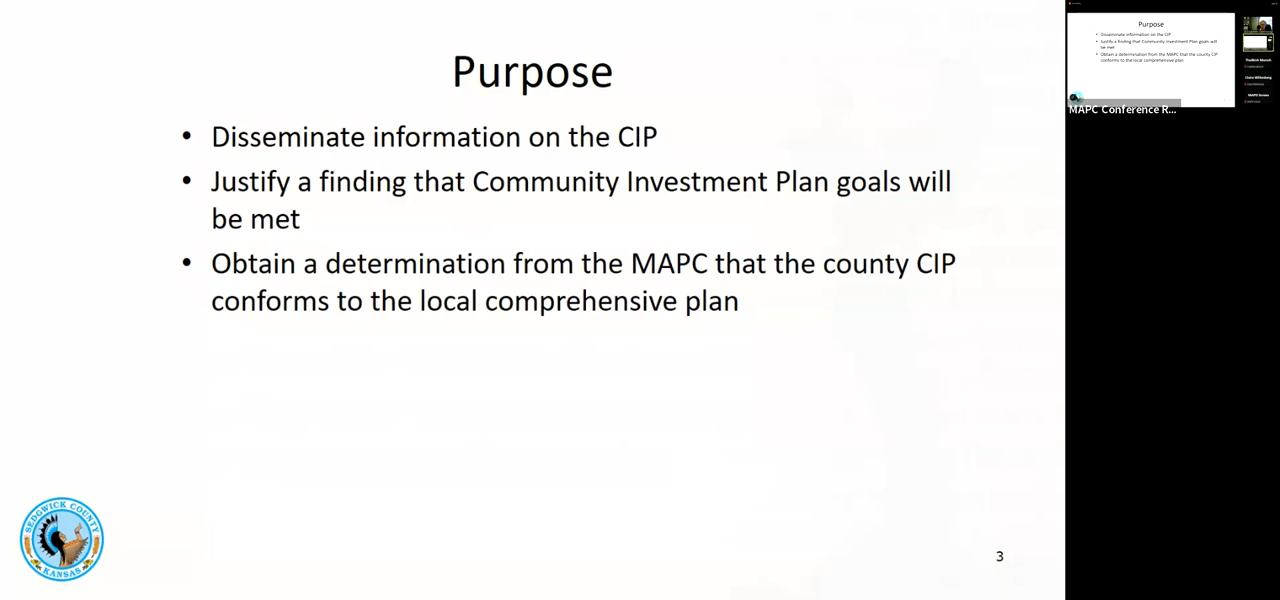 Purpose
• Disseminate information on the CIP
• Justify a finding that Community Investment Plan goals will
be met
• Obtain a determination from the MAPC that the county CIP
conforms to the local comprehensive plan
SEDGWICK COUNTY
KANSAS
3
Purpose
• Disseminate information on the CIP
• Justify a finding that Community Investment Plan goals will
be met
• Obtain a determination from the MAPC that the county CIP
conforms to the local comprehensive plan
MAPC Conference R...